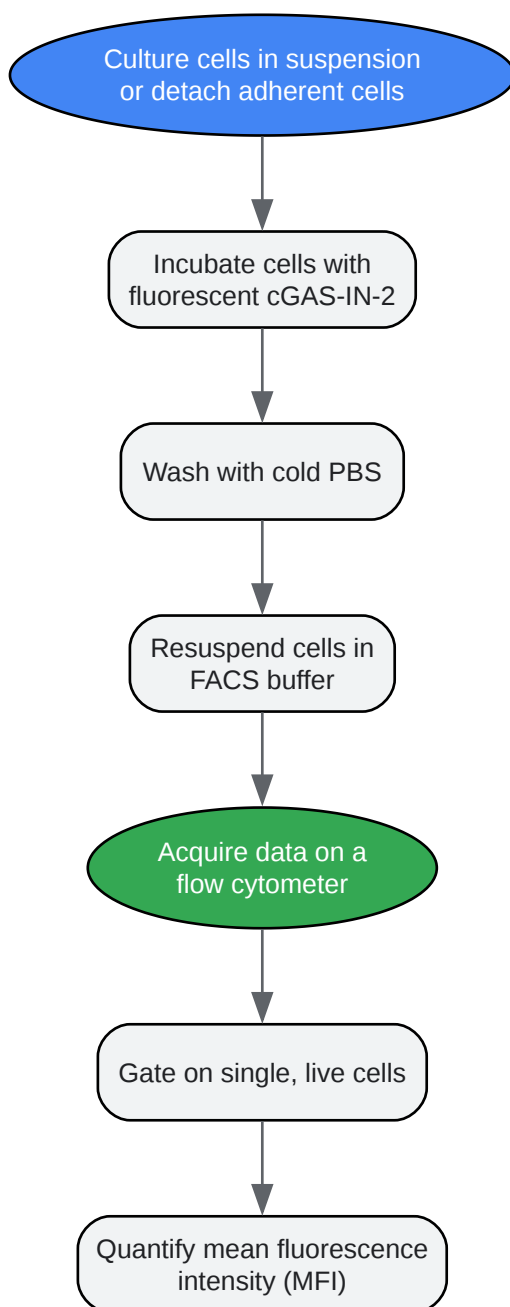 Culture cells in suspension
or detach adherent cells
Incubate cells with
fluorescent cGAS-IN-2
Wash with cold PBS
Resuspend cells in
FACS buffer
Acquire data on a
flow cytometer
Gate on single, live cells
Quantify mean fluorescence
intensity (MFI)